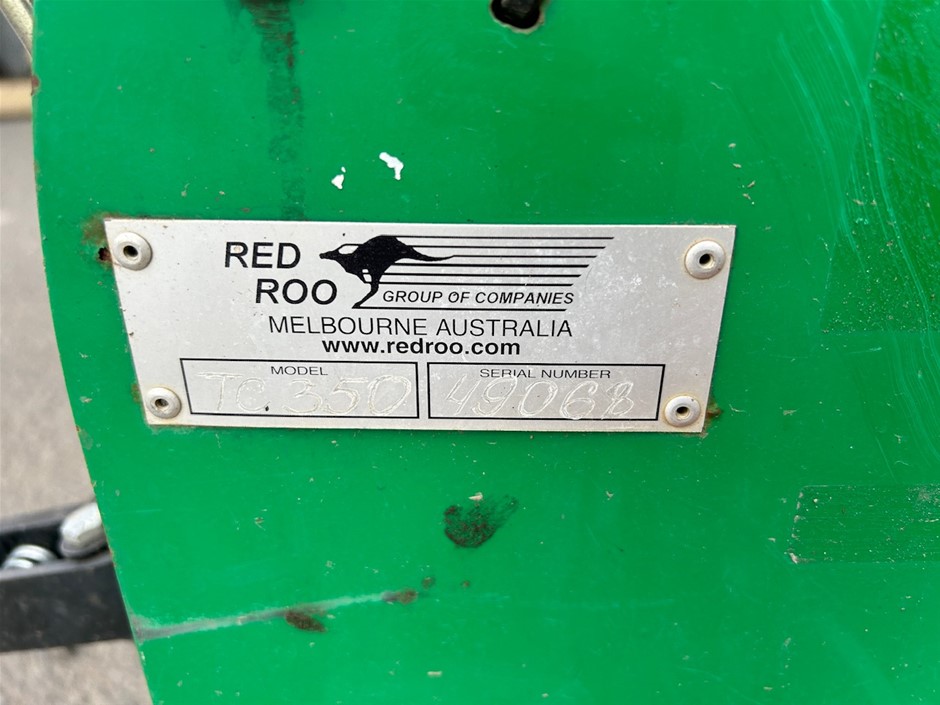 RED
ROO
GROUP OF COMPANIES
MELBOURNE AUSTRALIA
www.redroo.com
MODEL
TC 350
SERIAL NUMBER
49068